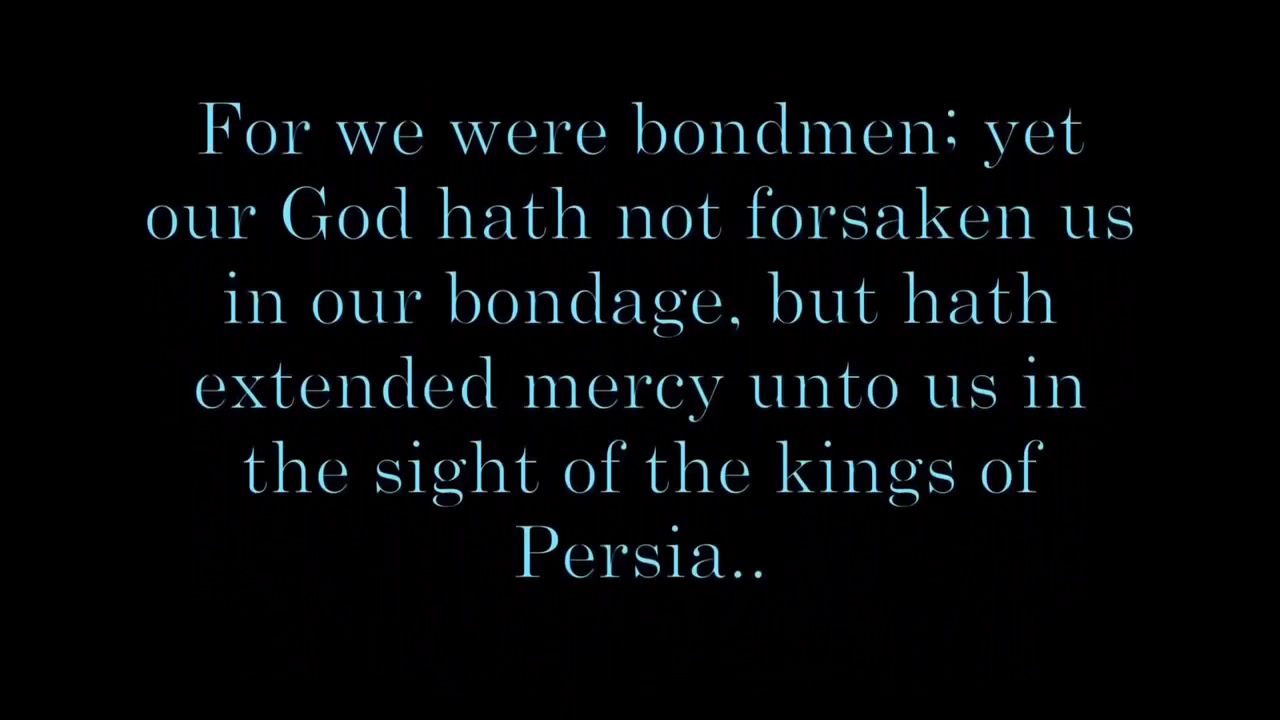 For we were bondmen; yet
our God hath not forsaken us
in our bondage, but hath
extended mercy unto us in
the sight of the kings of
Persia..